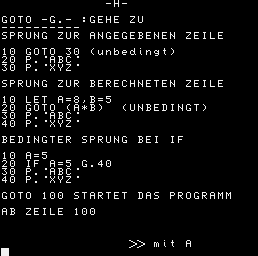 -H-
GOTO -G.- :GEHE ZU
SPRUNG ZUR ANGEGEBENEN ZEILE
10 GOTO 30 (unbedingt)
20 P."ABC"
30 P."XYZ"
SPRUNG ZUR BERECHNETEN ZEILE
10 LET A=8,B=5
20 GOTO (A*B)  (UNBEDINGT)
30 P."ABC"
40 P."XYZ"
BEDINGTER SPRUNG BEI IF
10 A=5
20 IF A=5 G.40
30 P."ABC"
40 P."XYZ"
GOTO 100 STARTET DAS PROGRAMM
AB ZEILE 100
>> mit A